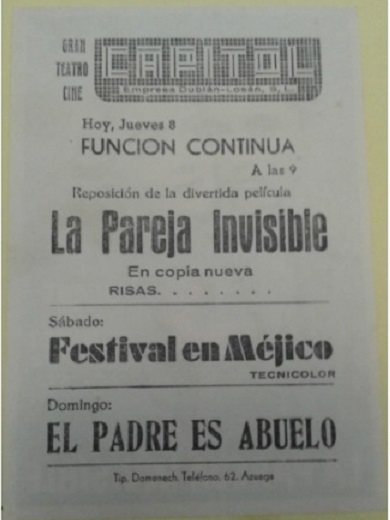 GRAN
TEATRO
CINE
CAPITOL
Empresa Dublán-Losán, S. L.
Hoy, Jueves 8
FUNCION CONTINUA
A las 9
Reposición de la divertida película
La Pareja Invisible
En copia nueva
RISAS. . . . . . . .
Sábado:
Festival en Méjico
TECNICOLOR
Domingo:
EL PADRE ES ABUELO
Tip. Domenech. Teléfono, 62. Azuaga